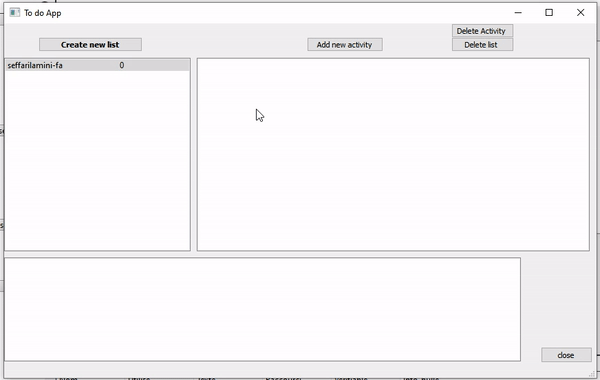 To do App
Delete Activity
Create new list
Add new activity
Delete list
seffarilamini-fa 0
close